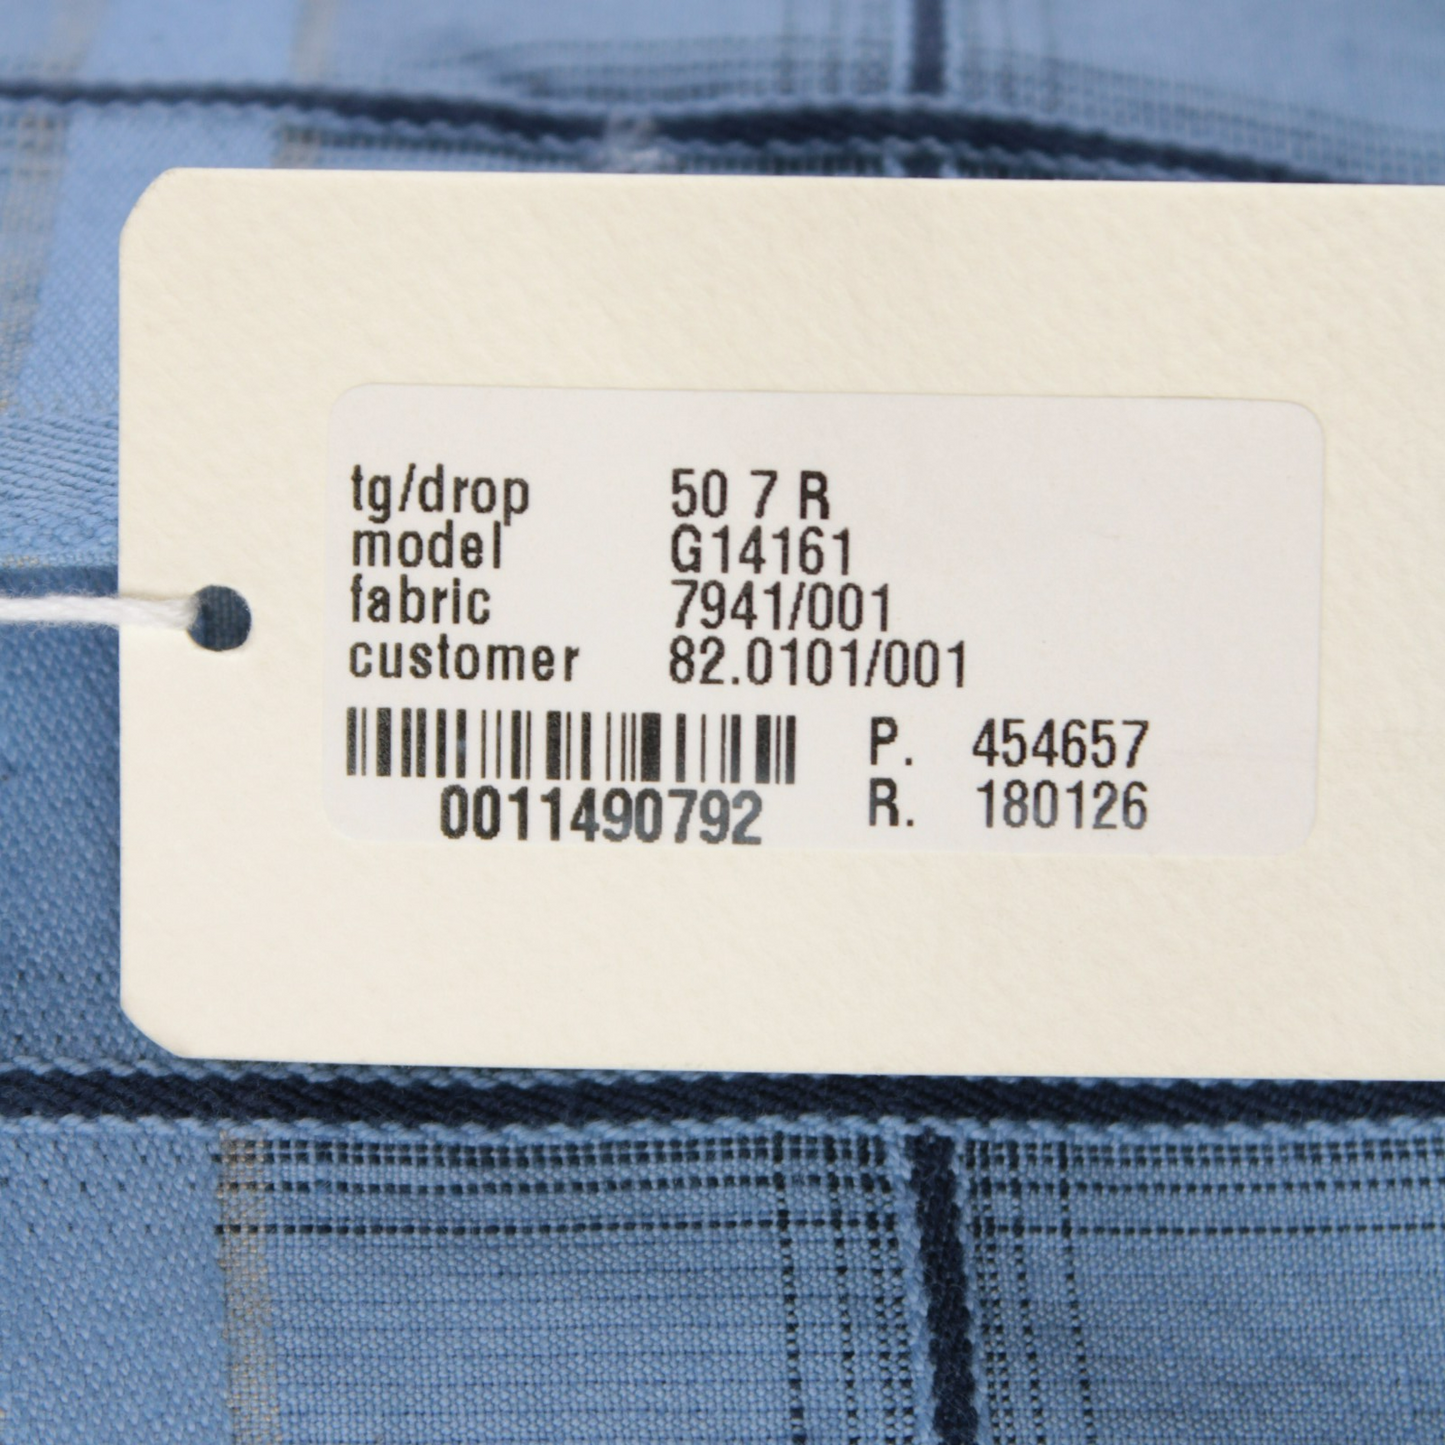 tg/drop 50 7 R
model G14161
fabric 7941/001
customer 82.0101/001
P. 454657
0011490792 R. 180126